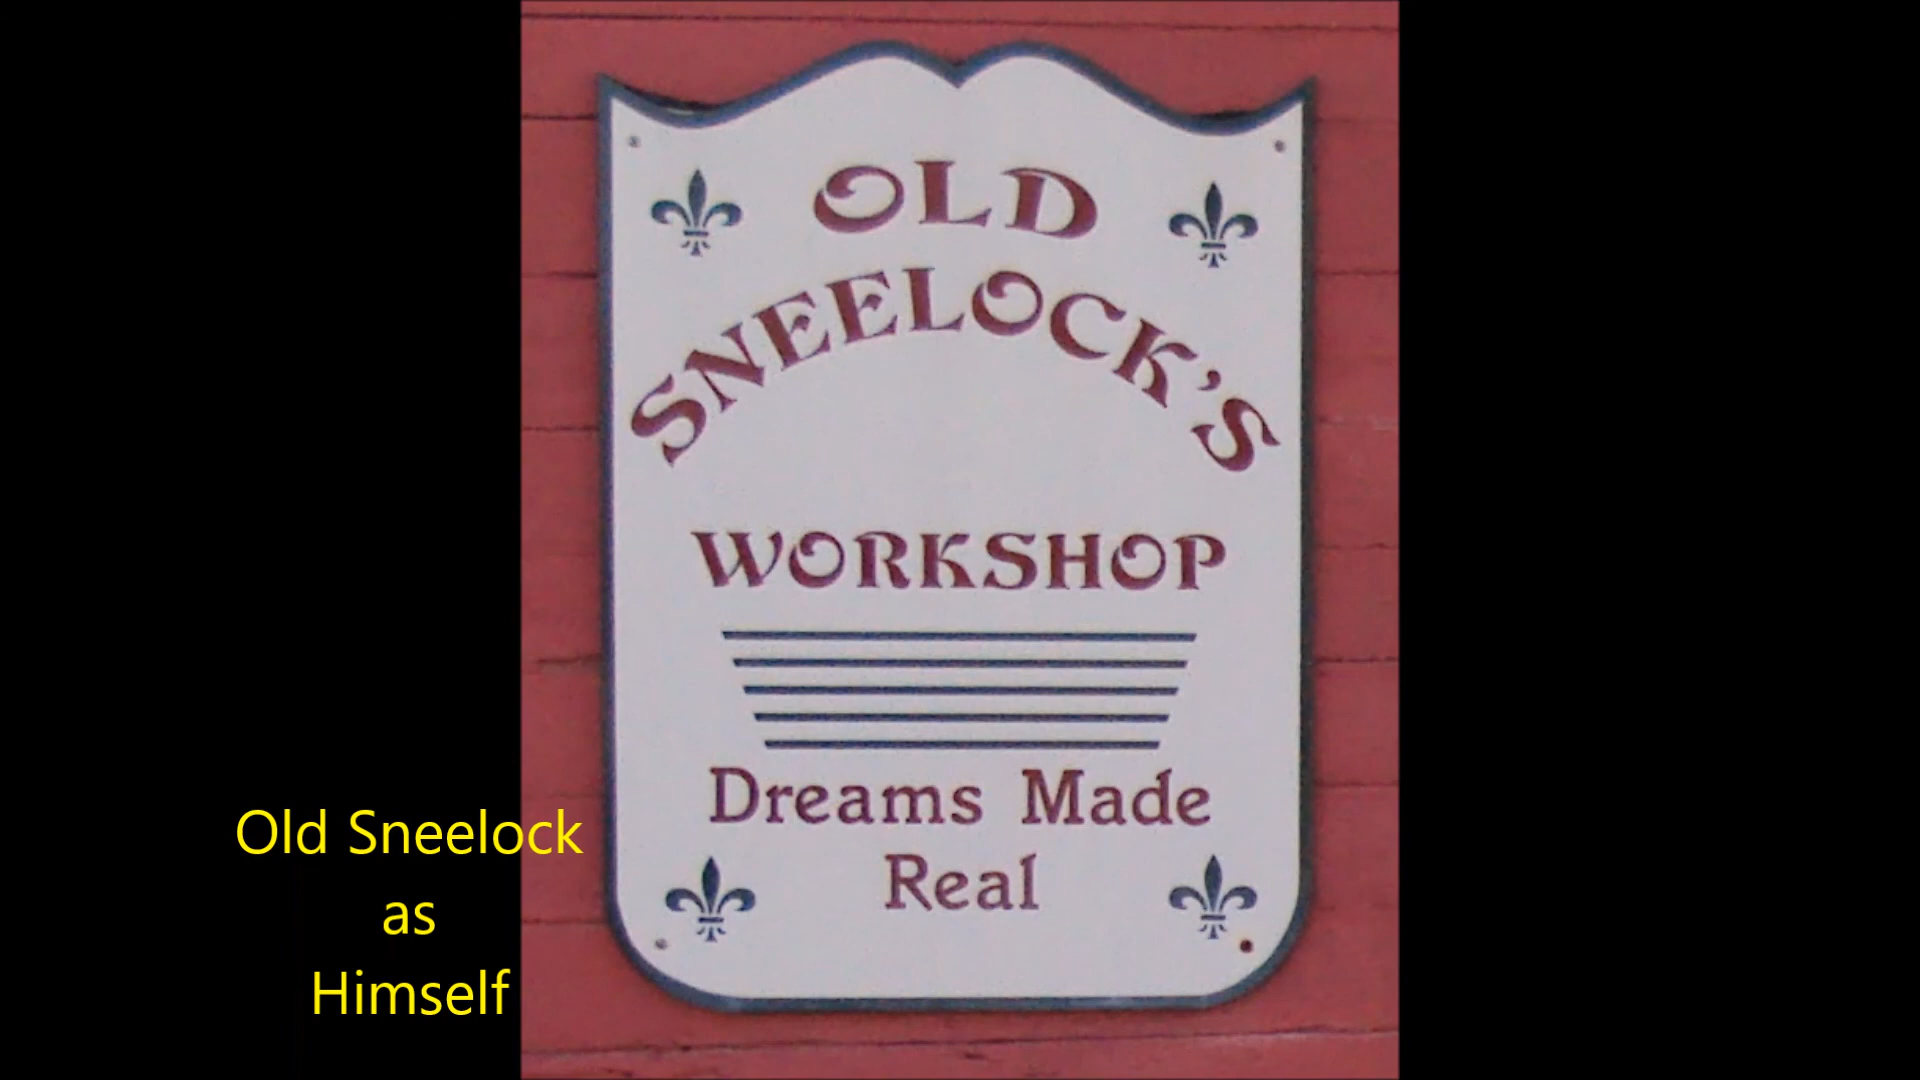 OLD
SNEELOCK'S
WORKSHOP
Dreams Made
Real
Old Sneelock
as
Himself